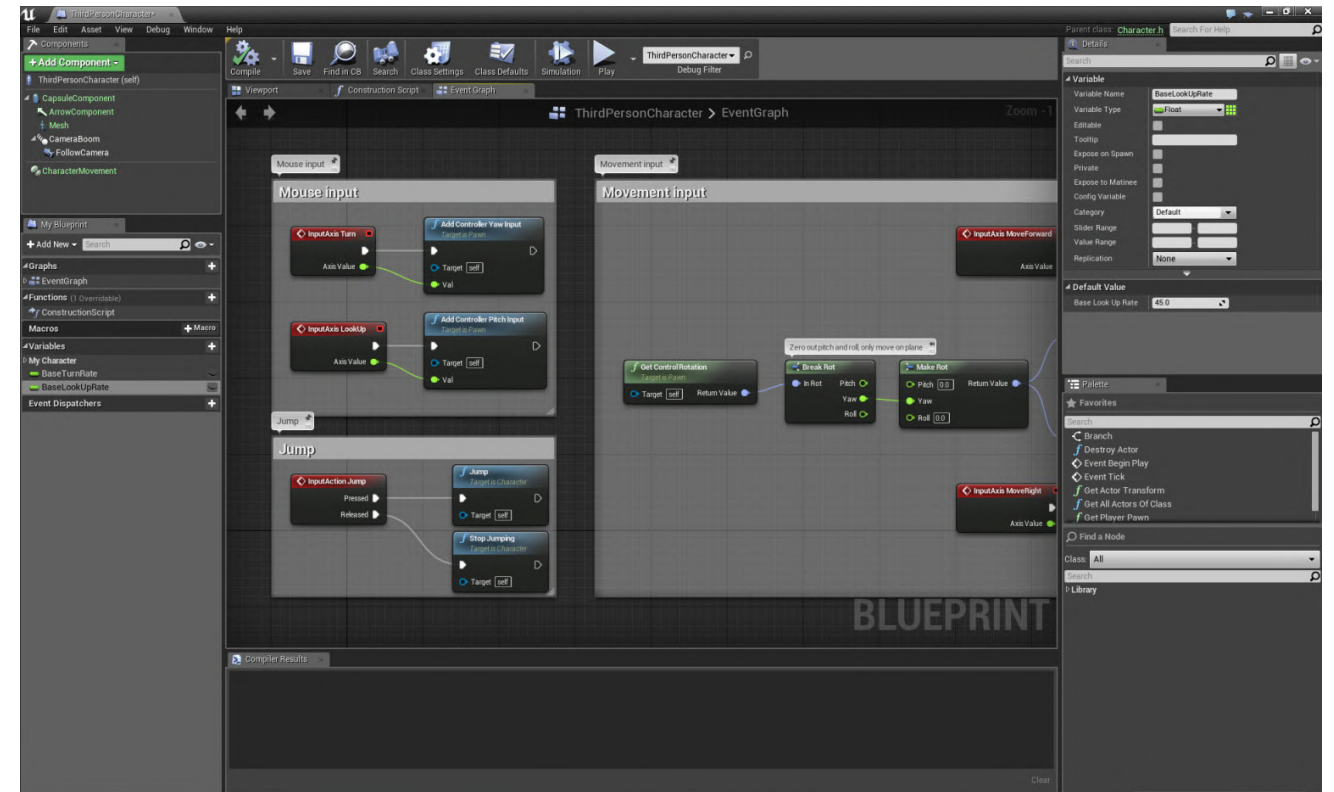 ThirdPersonCharacter*
File Edit Asset View Debug Window Help
Parent class: Character.h Search For Help
Components
+Add Component
ThirdPersonCharacter (self)
CapsuleComponent
ArrowComponent
Mesh
CameraBoom
FollowCamera
CharacterMovement
My Blueprint
+Add New Search
Graphs
EventGraph
Functions (1 Overridable)
ConstructionScript
Macros +Macro
Variables
My Character
BaseTurnRate
BaseLookUpRate
Event Dispatchers
Compile Save Find in CB Search Class Settings Class Defaults Simulation Play
ThirdPersonCharacter
Debug Filter
Viewport Construction Script Event Graph
ThirdPersonCharacter > EventGraph Zoom -1
Mouse input
Mouse input
InputAxis Turn
Axis Value
Add Controller Yaw Input
Target is Pawn
Target self
Val
InputAxis LookUp
Axis Value
Add Controller Pitch Input
Target is Pawn
Target self
Val
Jump
Jump
InputAction Jump
Pressed
Released
Jump
Target is Character
Target self
Stop Jumping
Target is Character
Target self
Movement input
Movement input
InputAxis MoveForward
Axis Value
Get Control Rotation
Target is Pawn
Target self Return Value
Zero out pitch and roll, only move on plane
Break Rot
In Rot Pitch
Yaw
Roll
Make Rot
Pitch 0.0 Return Value
Yaw
Roll 0.0
InputAxis MoveRight
Axis Value
BLUEPRINT
Compiler Results
Clear
Details
Search
Variable
Variable Name BaseLookUpRate
Variable Type Float
Editable
Tooltip
Expose on Spawn
Private
Expose to Matinee
Config Variable
Category Default
Slider Range
Value Range
Replication None
Default Value
Base Look Up Rate 45.0
Palette
Favorites
Search
Branch
Destroy Actor
Event Begin Play
Event Tick
Get Actor Transform
Get All Actors Of Class
Get Player Pawn
Find a Node
Class: All
Search
Library